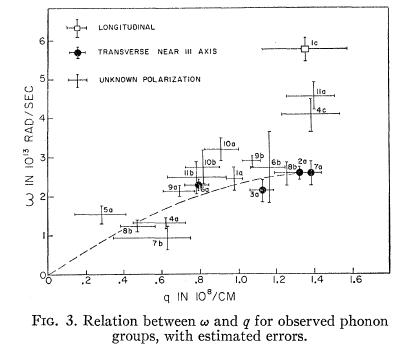 LONGITUDINAL
TRANSVERSE NEAR III AXIS
UNKNOWN POLARIZATION
1c
11a
4c
10a
9b
11b
10b
1a
6b
8b
2a
7a
9a
6a
3a
5a
4a
8b
7b
6
5
4
3
2
1
0
ω IN 10¹³ RAD/SEC
0
.2
.4
.6
.8
1.0
1.2
1.4
1.6
q IN 10⁸/CM
FIG. 3. Relation between ω and q for observed phonon
groups, with estimated errors.